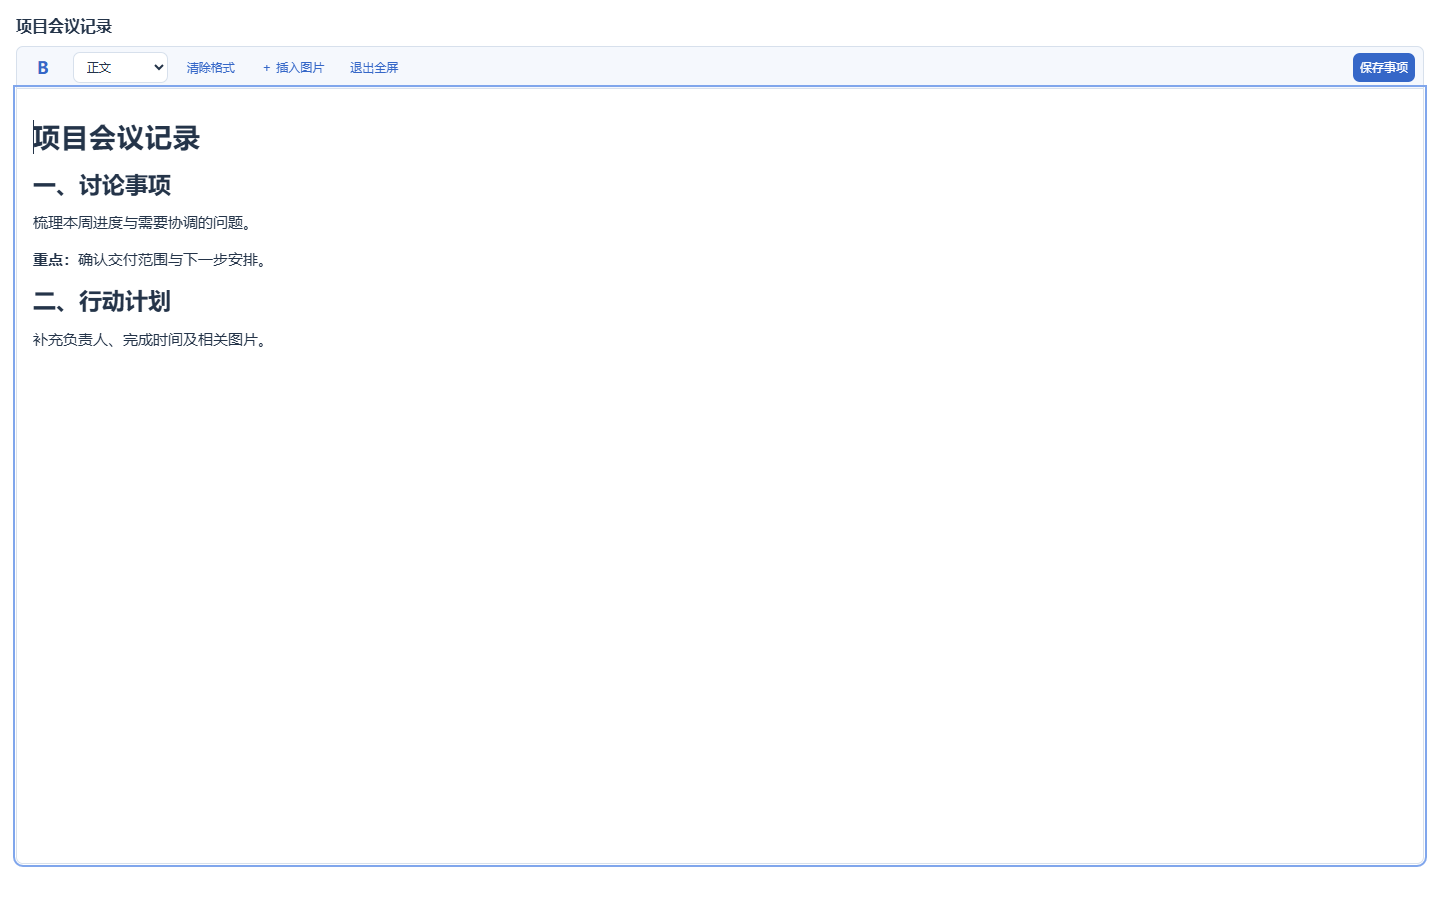 项目会议记录
B 正文 清除格式 + 插入图片 退出全屏 保存事项
项目会议记录
一、讨论事项
梳理本周进度与需要协调的问题。
重点：确认交付范围与下一步安排。
二、行动计划
补充负责人、完成时间及相关图片。